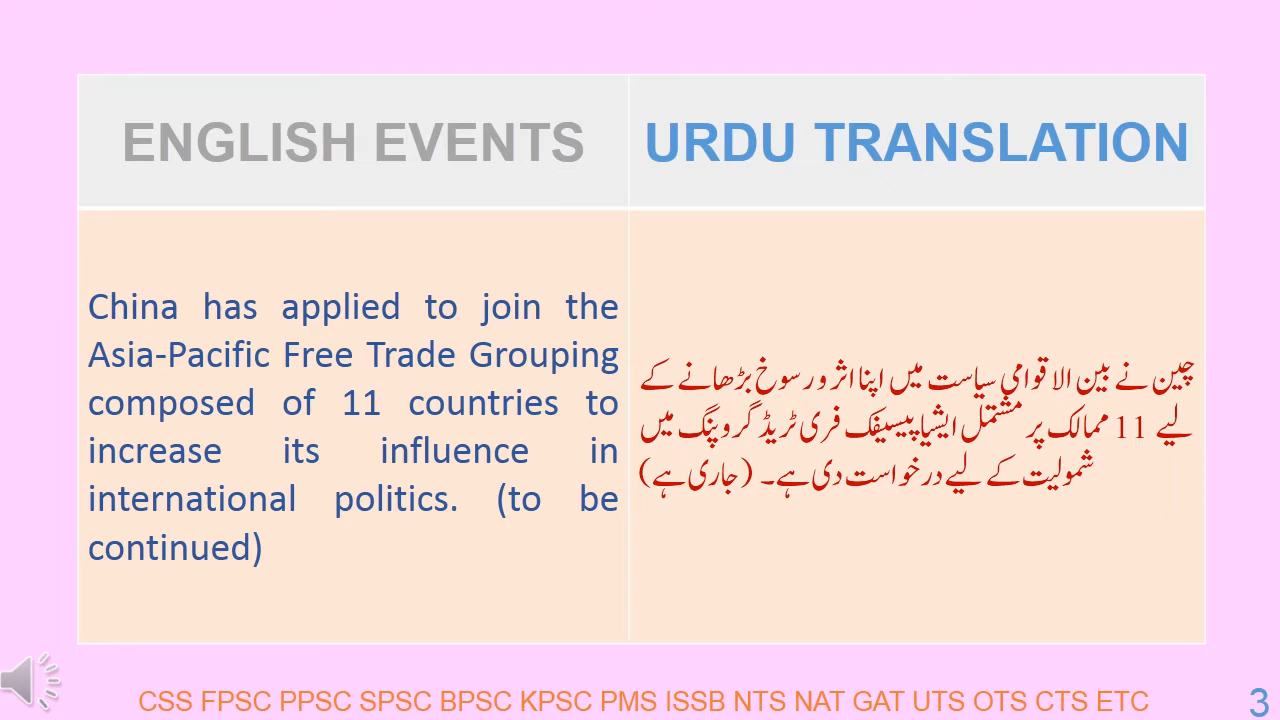 ENGLISH EVENTS
URDU TRANSLATION
China has applied to join the
Asia-Pacific Free Trade Grouping
composed of 11 countries to
increase its influence in
international politics. (to be
continued)
چین نے بین الاقوامی سیاست میں اپنا اثر و رسوخ بڑھانے کے
لیے 11 ممالک پر مشتمل ایشیا پیسیفک فری ٹریڈ گروپنگ میں
شمولیت کے لیے درخواست دی ہے۔ (جاری ہے)
CSS FPSC PPSC SPSC BPSC KPSC PMS ISSB NTS NAT GAT UTS OTS CTS ETC
3